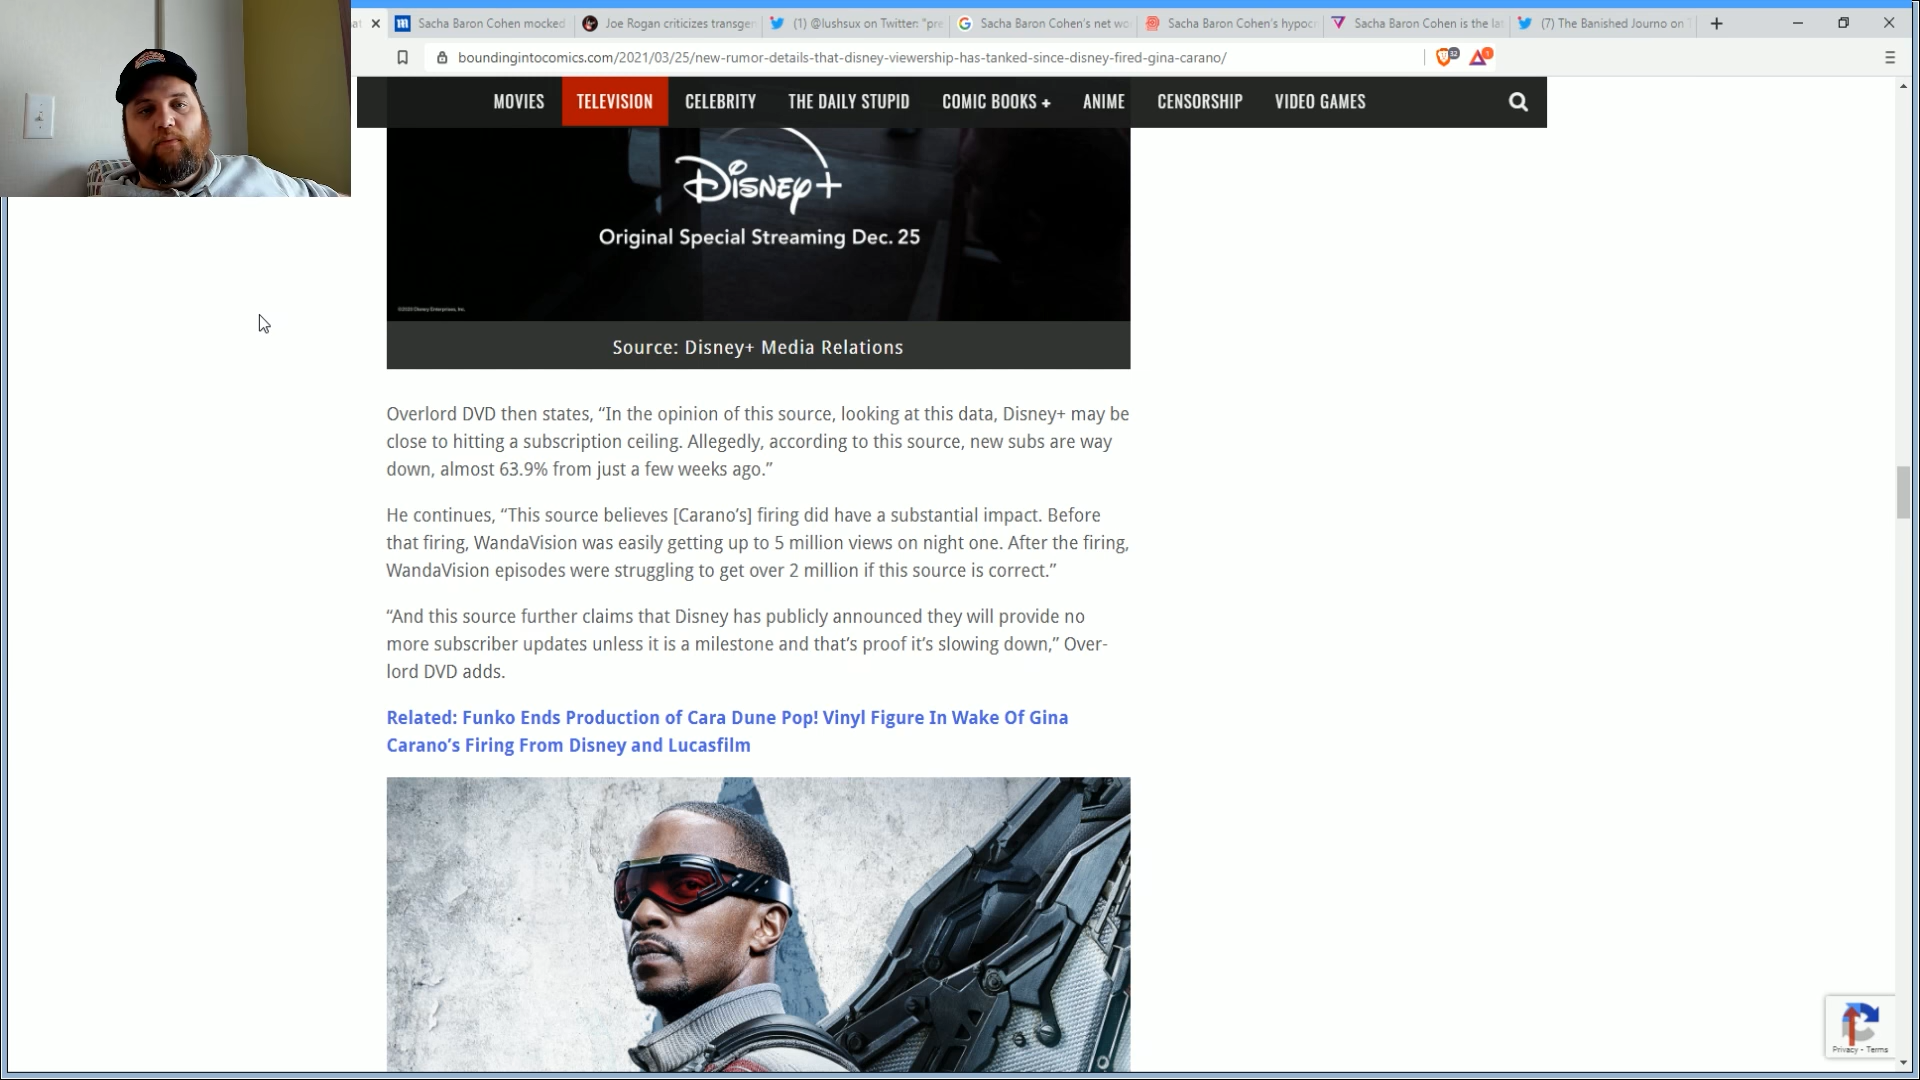 Sacha Baron Cohen mocked
Joe Rogan criticizes transgen
(1) @lushsux on Twitter: "pre
Sacha Baron Cohen's net wo
Sacha Baron Cohen's hypocr
Sacha Baron Cohen is the la
(7) The Banished Journo on T
boundingintocomics.com/2021/03/25/new-rumor-details-that-disney-viewership-has-tanked-since-disney-fired-gina-carano/
MOVIES TELEVISION CELEBRITY THE DAILY STUPID COMIC BOOKS + ANIME CENSORSHIP VIDEO GAMES
Disney+
Original Special Streaming Dec. 25
©2020 Disney Enterprises, Inc.
Source: Disney+ Media Relations
Overlord DVD then states, “In the opinion of this source, looking at this data, Disney+ may be
close to hitting a subscription ceiling. Allegedly, according to this source, new subs are way
down, almost 63.9% from just a few weeks ago.”
He continues, “This source believes [Carano’s] firing did have a substantial impact. Before
that firing, WandaVision was easily getting up to 5 million views on night one. After the firing,
WandaVision episodes were struggling to get over 2 million if this source is correct.”
“And this source further claims that Disney has publicly announced they will provide no
more subscriber updates unless it is a milestone and that’s proof it’s slowing down,” Over-
lord DVD adds.
Related: Funko Ends Production of Cara Dune Pop! Vinyl Figure In Wake Of Gina
Carano’s Firing From Disney and Lucasfilm
Privacy - Terms